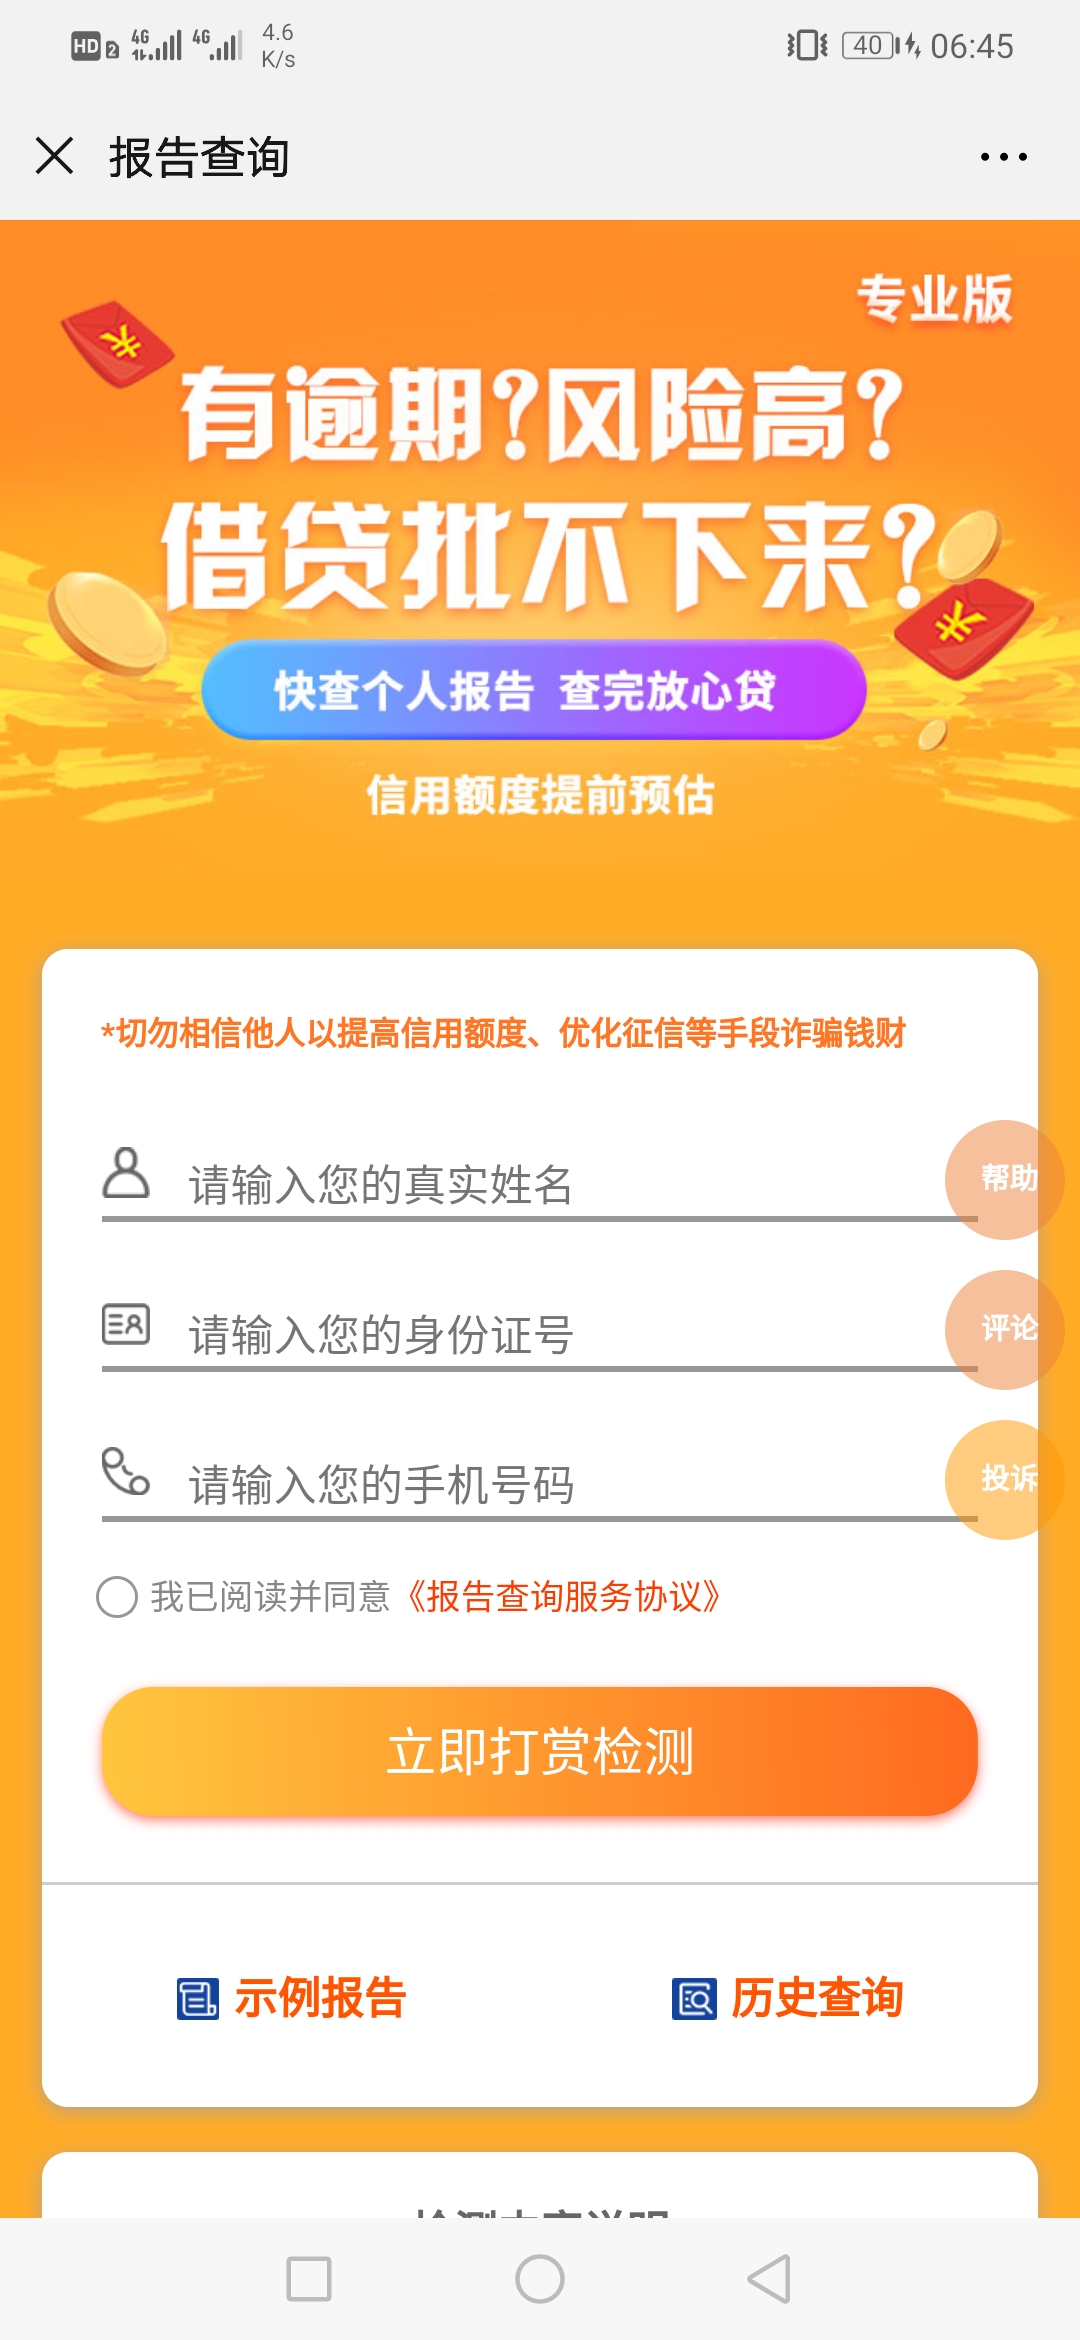 HD 2 4G 4G 4.6 K/s 40 06:45
报告查询
专业版
有逾期?风险高?
借贷批不下来?
快查个人报告 查完放心贷
信用额度提前预估
*切勿相信他人以提高信用额度、优化征信等手段诈骗钱财
请输入您的真实姓名
帮助
请输入您的身份证号
评论
请输入您的手机号码
投诉
我已阅读并同意《报告查询服务协议》
立即打赏检测
示例报告 历史查询